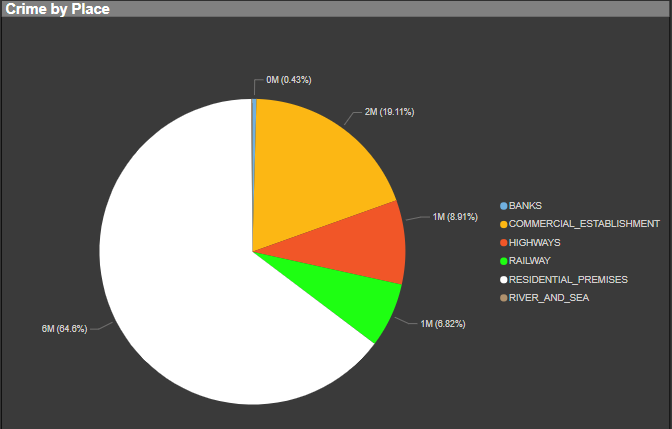 Crime by Place
0M (0.43%)
2M (19.11%)
1M (8.91%)
1M (6.82%)
6M (64.6%)
BANKS
COMMERCIAL_ESTABLISHMENT
HIGHWAYS
RAILWAY
RESIDENTIAL_PREMISES
RIVER_AND_SEA